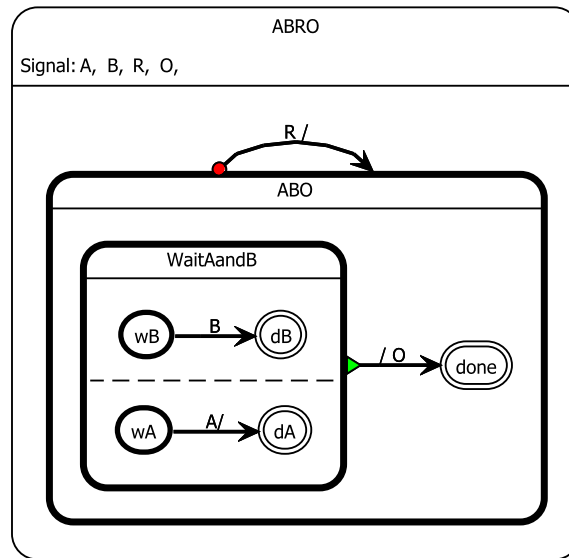 ABRO
Signal: A, B, R, O,
R /
ABO
WaitAandB
wB B dB
/ O done
wA A/ dA